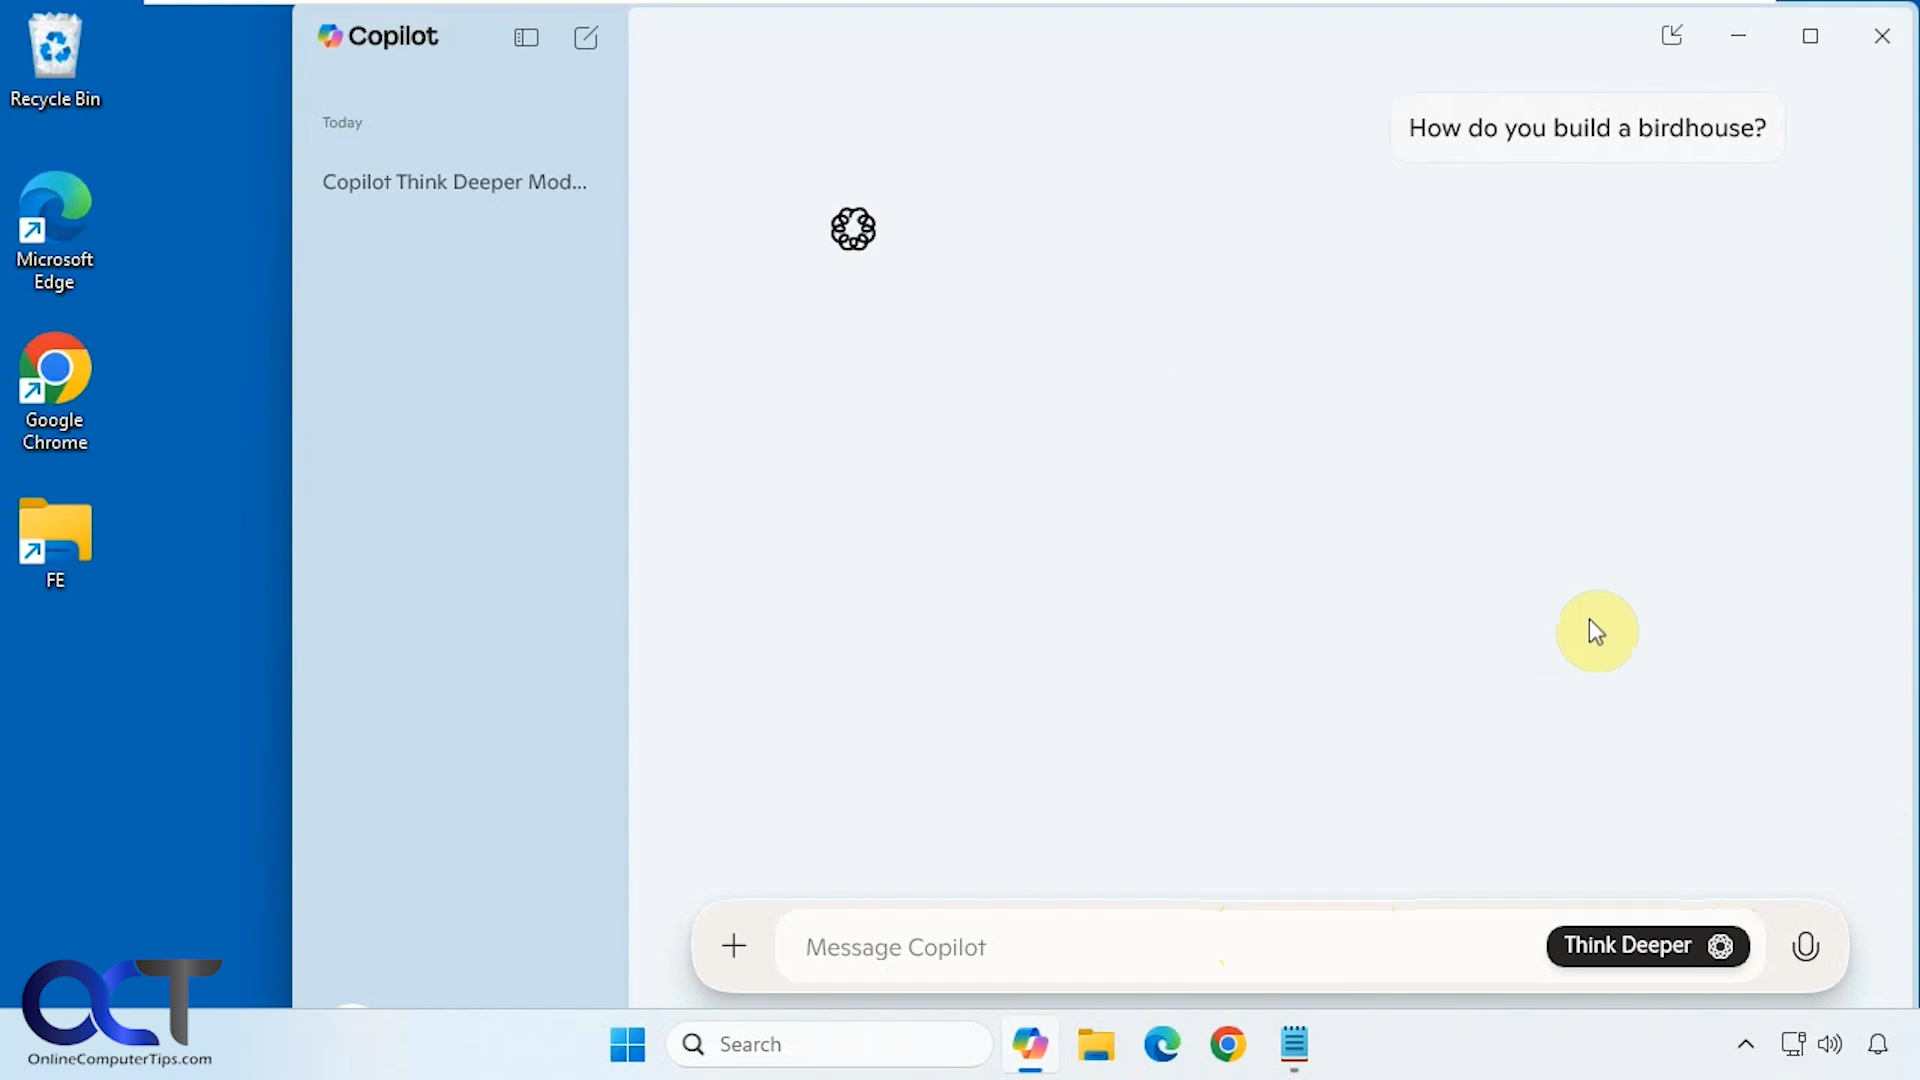 Recycle Bin
Microsoft
Edge
Google
Chrome
FE
Copilot
Today
Copilot Think Deeper Mod...
How do you build a birdhouse?
Message Copilot
Think Deeper
OCT
OnlineComputerTips.com
Search